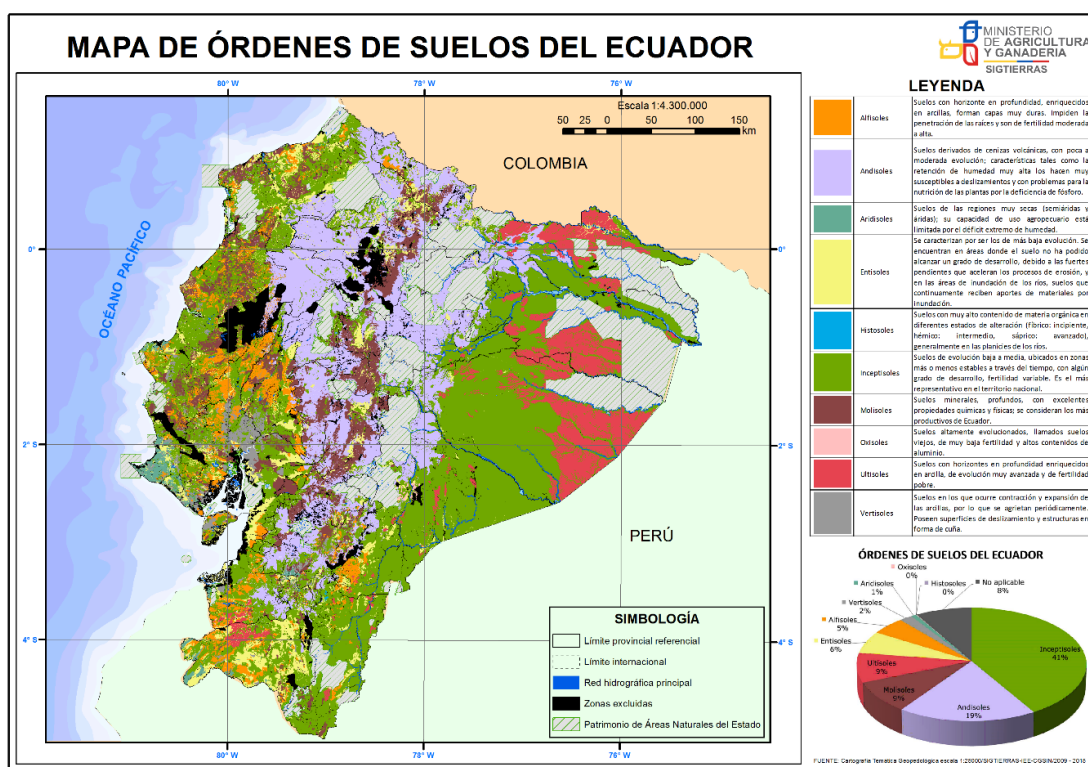 MAPA DE ÓRDENES DE SUELOS DEL ECUADOR
MINISTERIO
DE AGRICULTURA
Y GANADERIA
SIGTIERRAS
80° W
78° W
76° W
Escala 1:4.300.000
50 25 0 50 100 150
km
COLOMBIA
OCÉANO PACÍFICO
0°
0°
2° S
2° S
PERÚ
4° S
4° S
80° W
78° W
76° W
SIMBOLOGÍA
Límite provincial referencial
Límite internacional
Red hidrográfica principal
Zonas excluidas
Patrimonio de Áreas Naturales del Estado
LEYENDA
Alfisoles
Suelos con horizonte en profundidad, enriquecidos
en arcillas, forman capas muy duras. Impiden la
penetración de las raíces y son de fertilidad moderada
a alta.
Andisoles
Suelos derivados de cenizas volcánicas, con poca a
moderada evolución; características tales como la
retención de humedad muy alta los hacen muy
susceptibles a deslizamientos y con problemas para la
nutrición de las plantas por la deficiencia de fósforo.
Aridisoles
Suelos de las regiones muy secas (semiáridas y
áridas); su capacidad de uso agropecuario está
limitada por el déficit extremo de humedad.
Entisoles
Se caracterizan por ser los de más baja evolución. Se
encuentran en áreas donde el suelo no ha podido
alcanzar un grado de desarrollo, debido a las fuertes
pendientes que aceleran los procesos de erosión, y
en las áreas de inundación de los ríos, suelos que
continuamente reciben aportes de materiales por
inundación.
Histosoles
Suelos con muy alto contenido de materia orgánica en
diferentes estados de alteración (fíbrico: incipiente,
hémico: intermedio, sáprico: avanzado),
generalmente en las planicies de los ríos.
Inceptisoles
Suelos de evolución baja a media, ubicados en zonas
más o menos estables a través del tiempo, con algún
grado de desarrollo, fertilidad variable. Es el más
representativo en el territorio nacional.
Molisoles
Suelos minerales, profundos, con excelentes
propiedades químicas y físicas; se consideran los más
productivos de Ecuador.
Oxisoles
Suelos altamente evolucionados, llamados suelos
viejos, de muy baja fertilidad y altos contenidos de
aluminio.
Ultisoles
Suelos con horizontes en profundidad enriquecidos
en arcilla, de evolución muy avanzada y de fertilidad
pobre.
Vertisoles
Suelos en los que ocurre contracción y expansión de
las arcillas, por lo que se agrietan periódicamente.
Poseen superficies de deslizamiento y estructuras en
forma de cuña.
ÓRDENES DE SUELOS DEL ECUADOR
Oxisoles
0%
Histosoles
0%
No aplicable
8%
Aridisoles
1%
Vertisoles
2%
Alfisoles
5%
Entisoles
6%
Ultisoles
9%
Molisoles
9%
Andisoles
19%
Inceptisoles
41%
FUENTE: Cartografía Temática Geopedológica escala